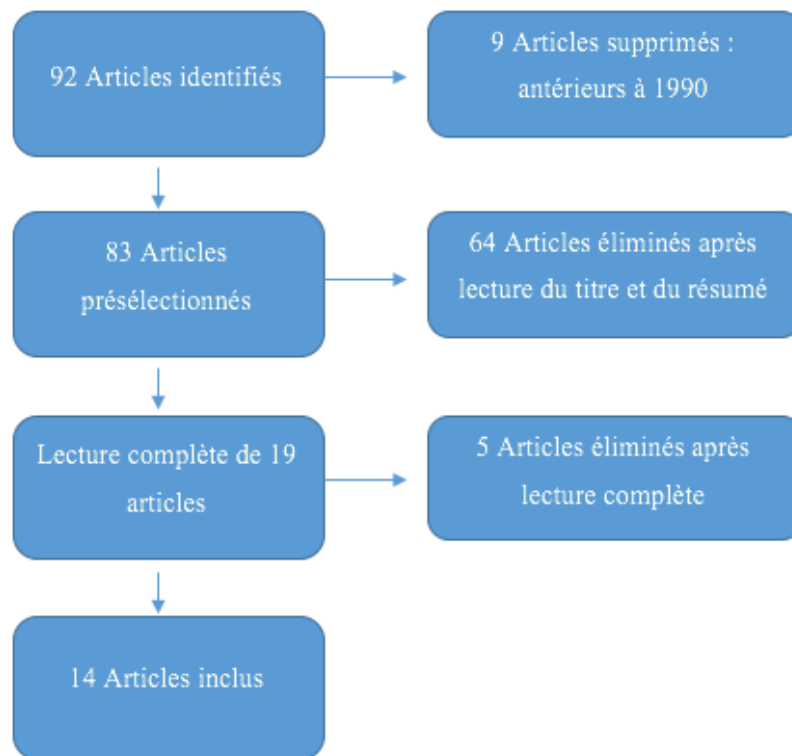 92 Articles identifiés
9 Articles supprimés :
antérieurs à 1990
83 Articles
présélectionnés
64 Articles éliminés après
lecture du titre et du résumé
Lecture complète de 19
articles
5 Articles éliminés après
lecture complète
14 Articles inclus